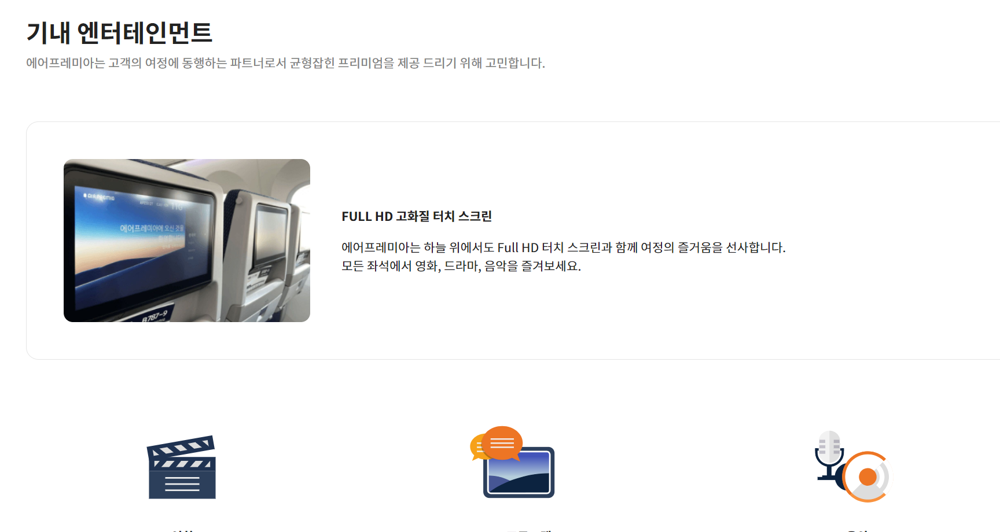 기내 엔터테인먼트
에어프레미아는 고객의 여정에 동행하는 파트너로서 균형잡힌 프리미엄을 제공 드리기 위해 고민합니다.
AIR PREMIA
11G
에어프레미아에 오신 것을
B787-9
FULL HD 고화질 터치 스크린
에어프레미아는 하늘 위에서도 Full HD 터치 스크린과 함께 여정의 즐거움을 선사합니다.
모든 좌석에서 영화, 드라마, 음악을 즐겨보세요.